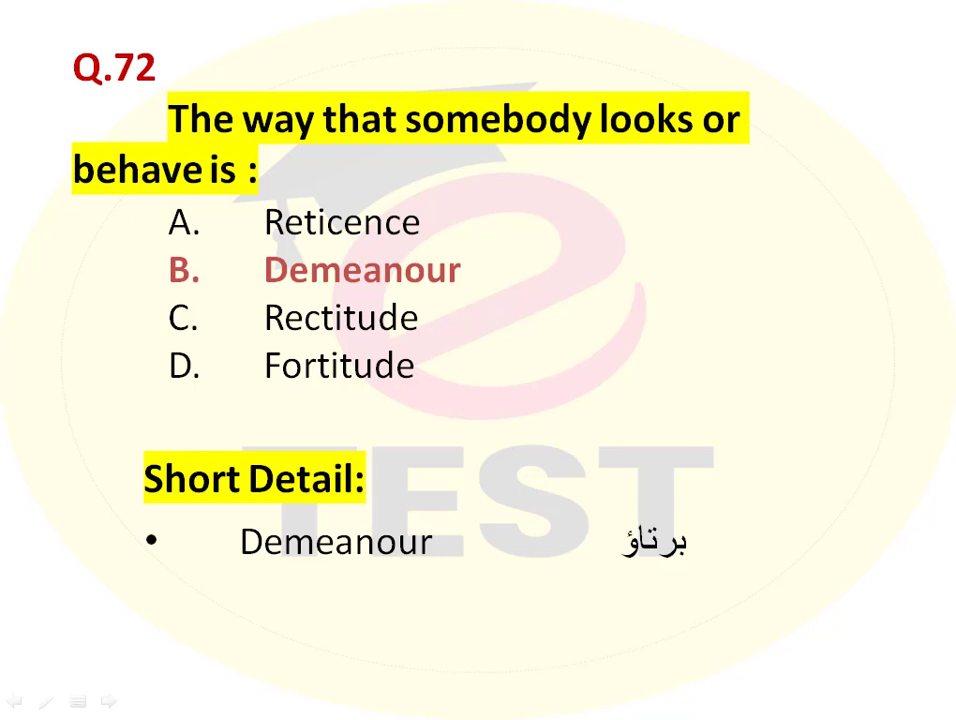 Q.72
The way that somebody looks or
behave is :
A. Reticence
B. Demeanour
C. Rectitude
D. Fortitude
Short Detail:
• Demeanour برتاؤ
e
TEST